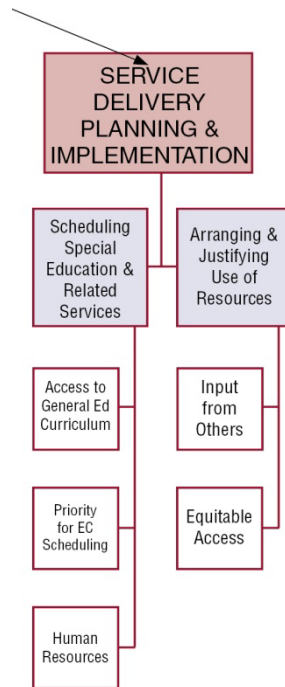 SERVICE
DELIVERY
PLANNING &
IMPLEMENTATION
Scheduling
Special
Education &
Related
Services
Arranging &
Justifying
Use of
Resources
Access to
General Ed
Curriculum
Input
from
Others
Priority
for EC
Scheduling
Equitable
Access
Human
Resources